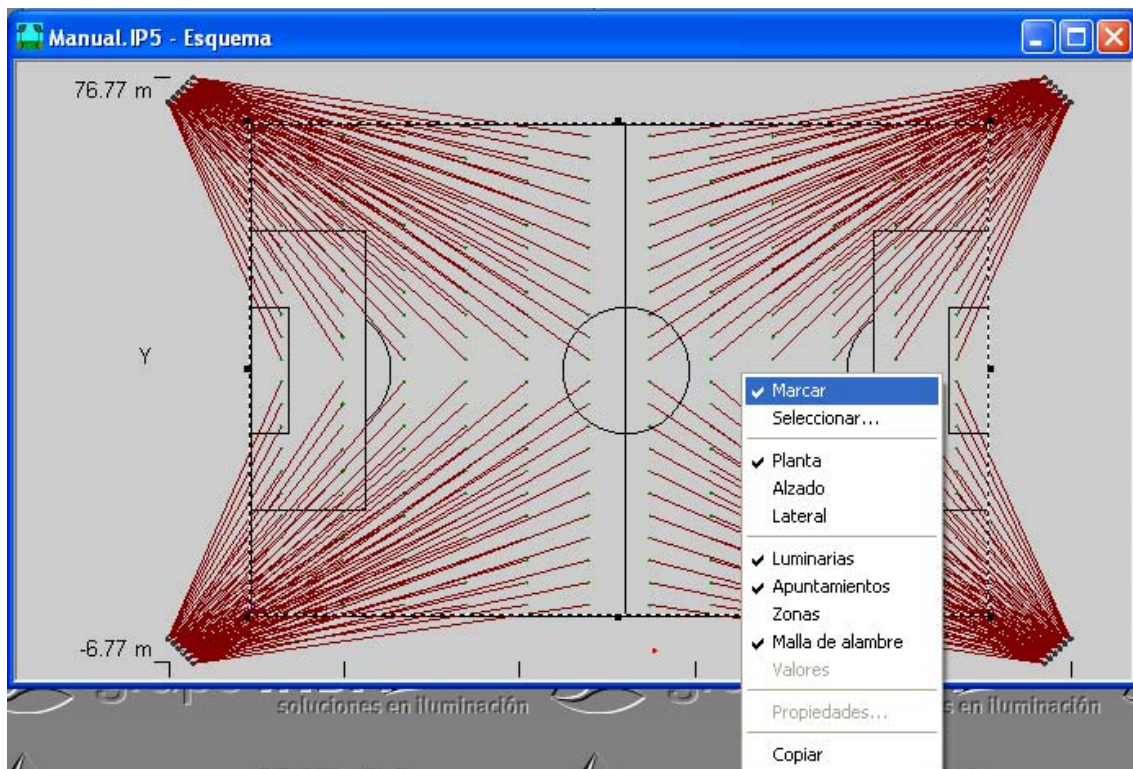 Manual.IP5 - Esquema
76.77 m
Y
Marcar
Seleccionar...
Planta
Alzado
Lateral
Luminarias
Apuntamientos
Zonas
Malla de alambre
Valores
-6.77 m
Propiedades...
soluciones en iluminación
s en iluminación
Copiar